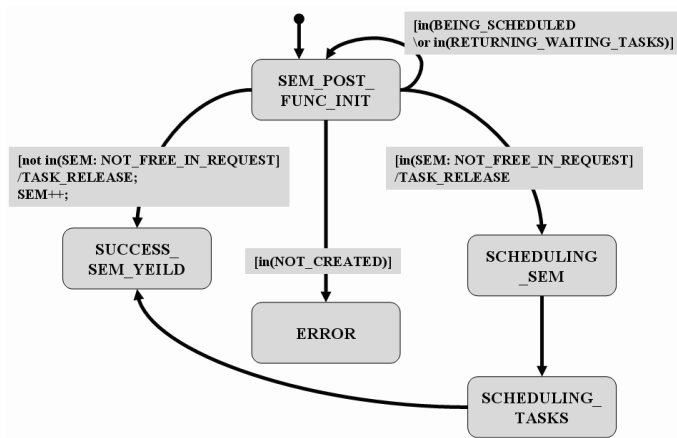 [in(BEING_SCHEDULED
\or in(RETURNING_WAITING_TASKS)]
SEM_POST_
FUNC_INIT
[not in(SEM: NOT_FREE_IN_REQUEST]
/TASK_RELEASE;
SEM++;
[in(SEM: NOT_FREE_IN_REQUEST]
/TASK_RELEASE
SUCCESS_
SEM_YEILD
[in(NOT_CREATED)]
SCHEDULING
_SEM
ERROR
SCHEDULING_
TASKS